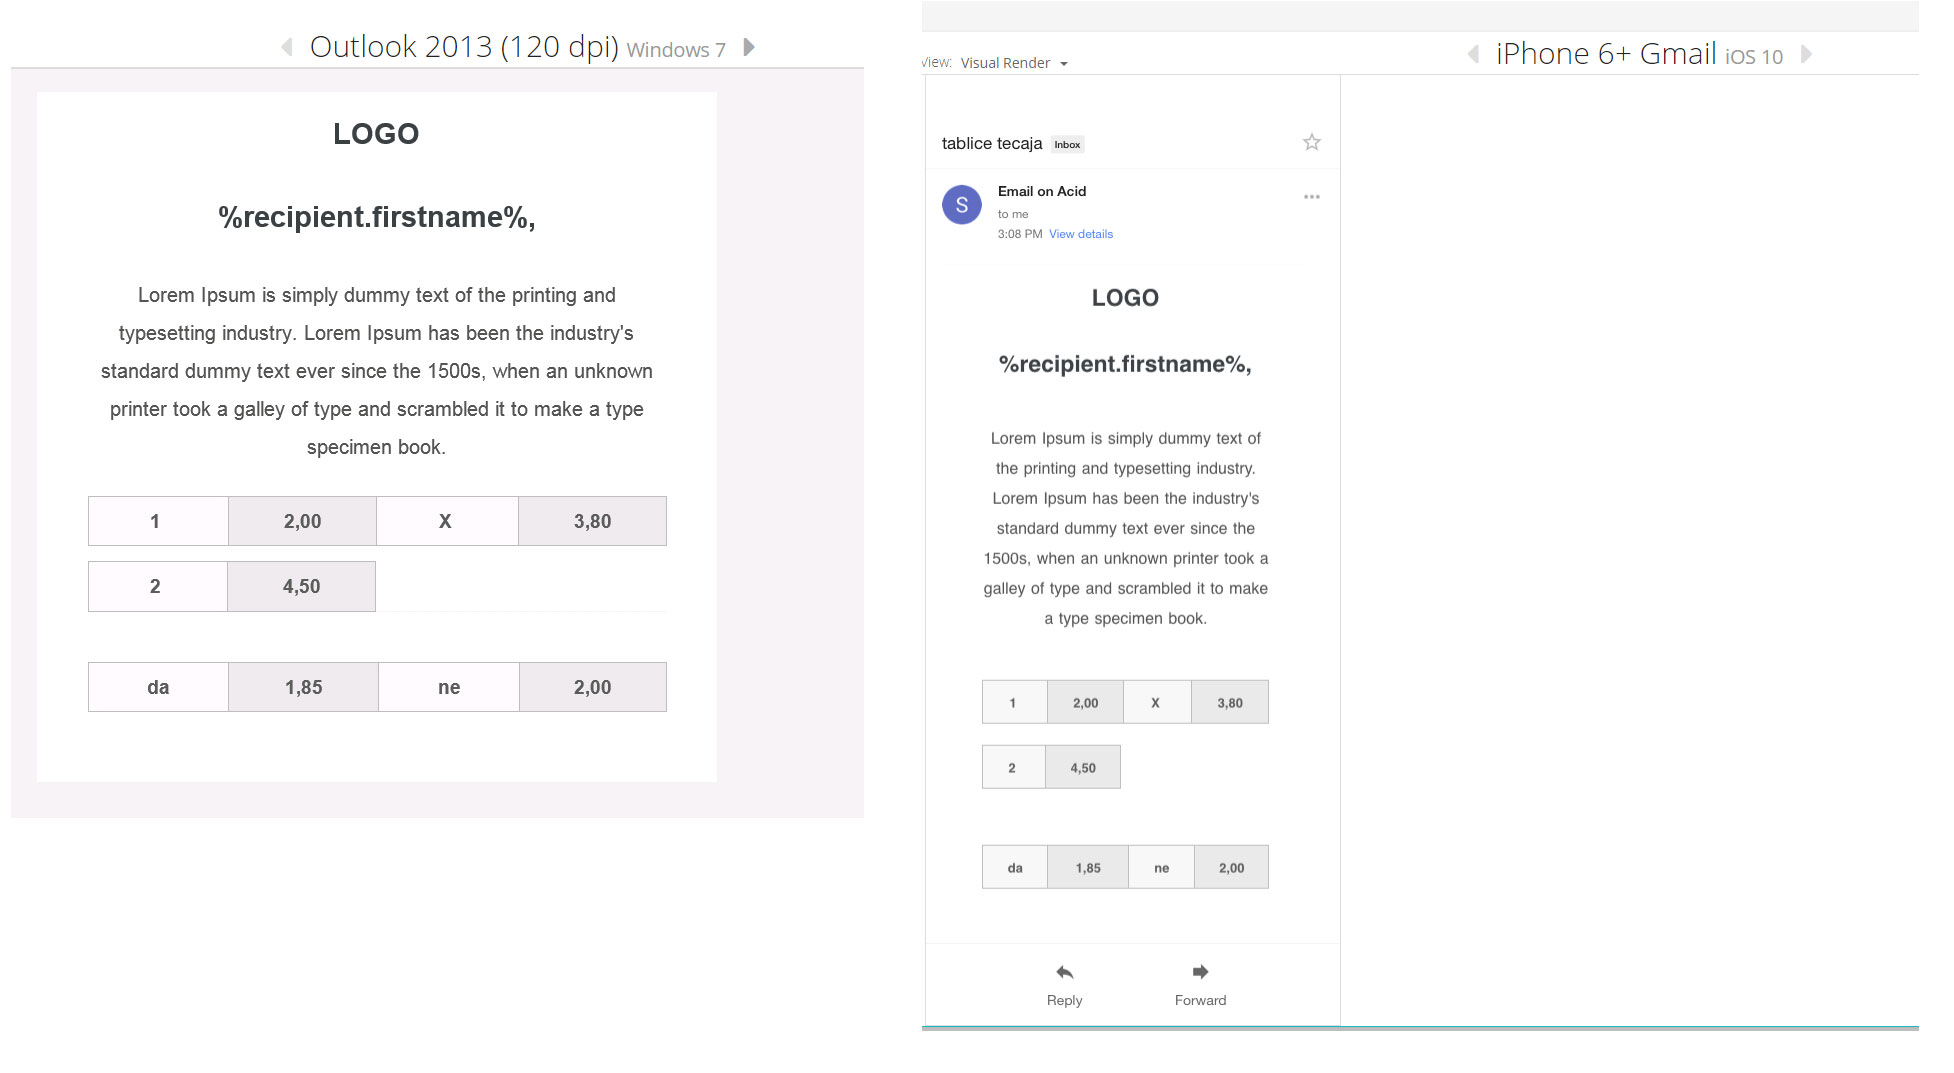 Outlook 2013 (120 dpi) Windows 7
LOGO
%recipient.firstname%,
Lorem Ipsum is simply dummy text of the printing and
typesetting industry. Lorem Ipsum has been the industry's
standard dummy text ever since the 1500s, when an unknown
printer took a galley of type and scrambled it to make a type
specimen book.
1 2,00 X 3,80
2 4,50
da 1,85 ne 2,00
View: Visual Render
iPhone 6+ Gmail iOS 10
tablice tecaja Inbox
S
Email on Acid
to me
3:08 PM View details
LOGO
%recipient.firstname%,
Lorem Ipsum is simply dummy text of
the printing and typesetting industry.
Lorem Ipsum has been the industry's
standard dummy text ever since the
1500s, when an unknown printer took a
galley of type and scrambled it to make
a type specimen book.
1 2,00 X 3,80
2 4,50
da 1,85 ne 2,00
Reply Forward